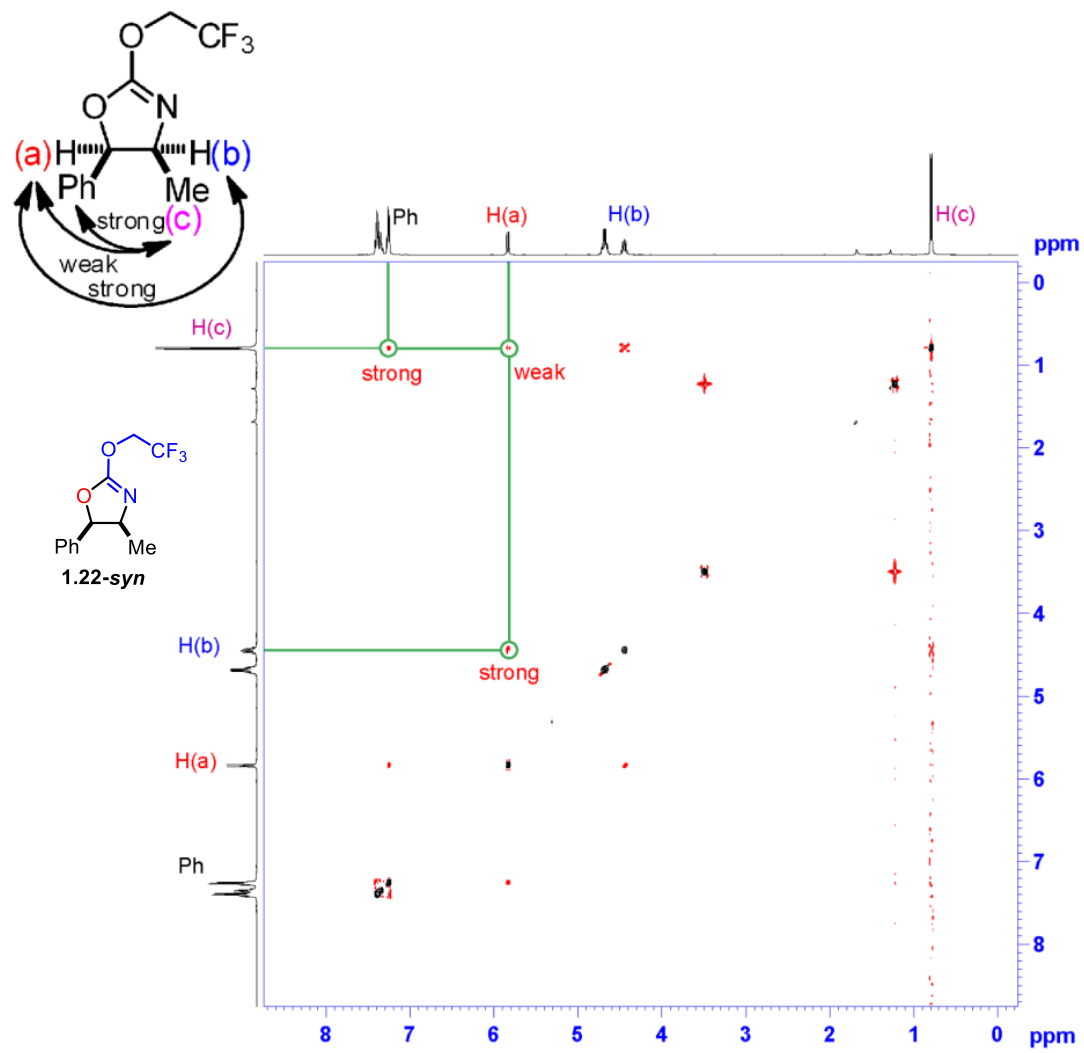 O
CF3
O
N
(a) H H (b)
Ph Me
strong (c)
weak
strong
Ph H(a) H(b) H(c)
ppm
H(c)
strong weak
O
CF3
O
N
Ph Me
1.22-syn
H(b)
strong
H(a)
Ph
0
1
2
3
4
5
6
7
8
8 7 6 5 4 3 2 1 0 ppm